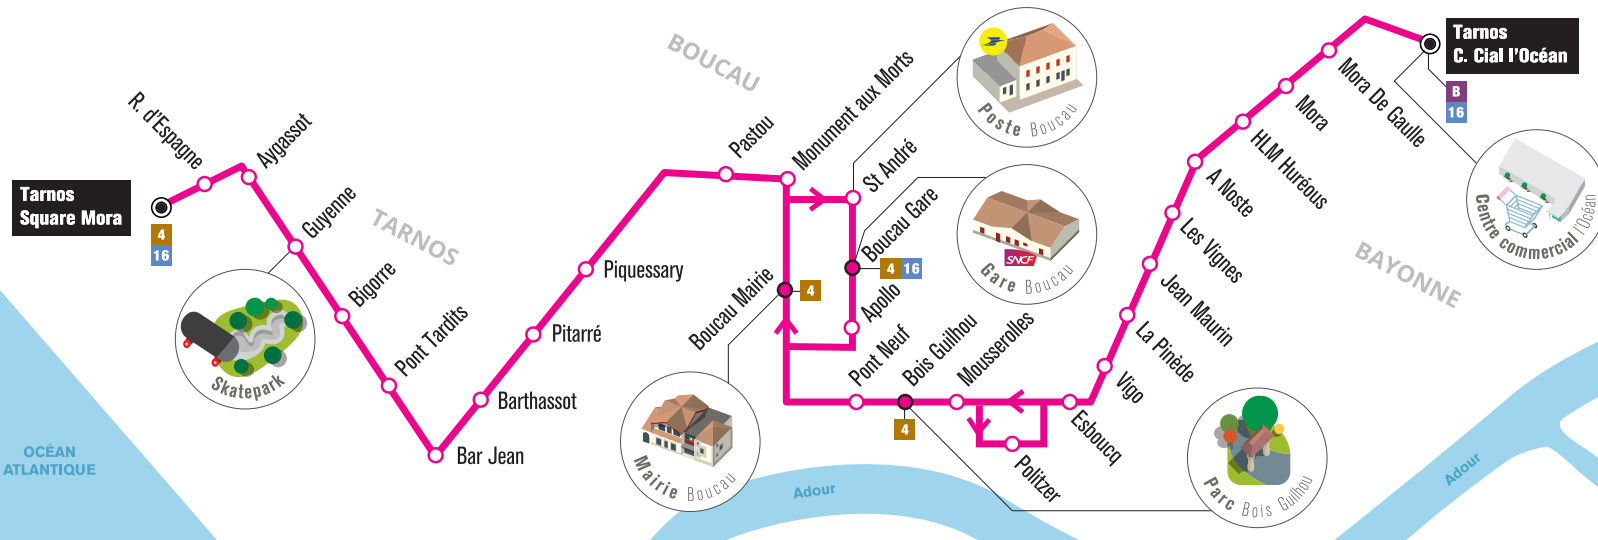 Tarnos
Square Mora
4
16
R. d'Espagne
Aygassot
Guyenne
TARNOS
Bigorre
Pont Tardits
Skatepark
Bar Jean
Barthassot
Pitarré
Piquessary
BOUCAU
Pastou
Monument aux Morts
St André
Poste Boucau
Boucau Gare
4 16
SNCF
Gare Boucau
Boucau Mairie
4
Mairie Boucau
Apollo
Pont Neuf
Bois Guilhou
4
Mousserolles
Politzer
Esboucq
Parc Bois Guilhou
Vigo
La Pinède
Jean Maurin
Les Vignes
A Noste
HLM Huréous
Mora
Mora De Gaulle
Tarnos
C. Cial l'Océan
B
16
Centre commercial l'Océan
BAYONNE
OCÉAN
ATLANTIQUE
Adour
Adour